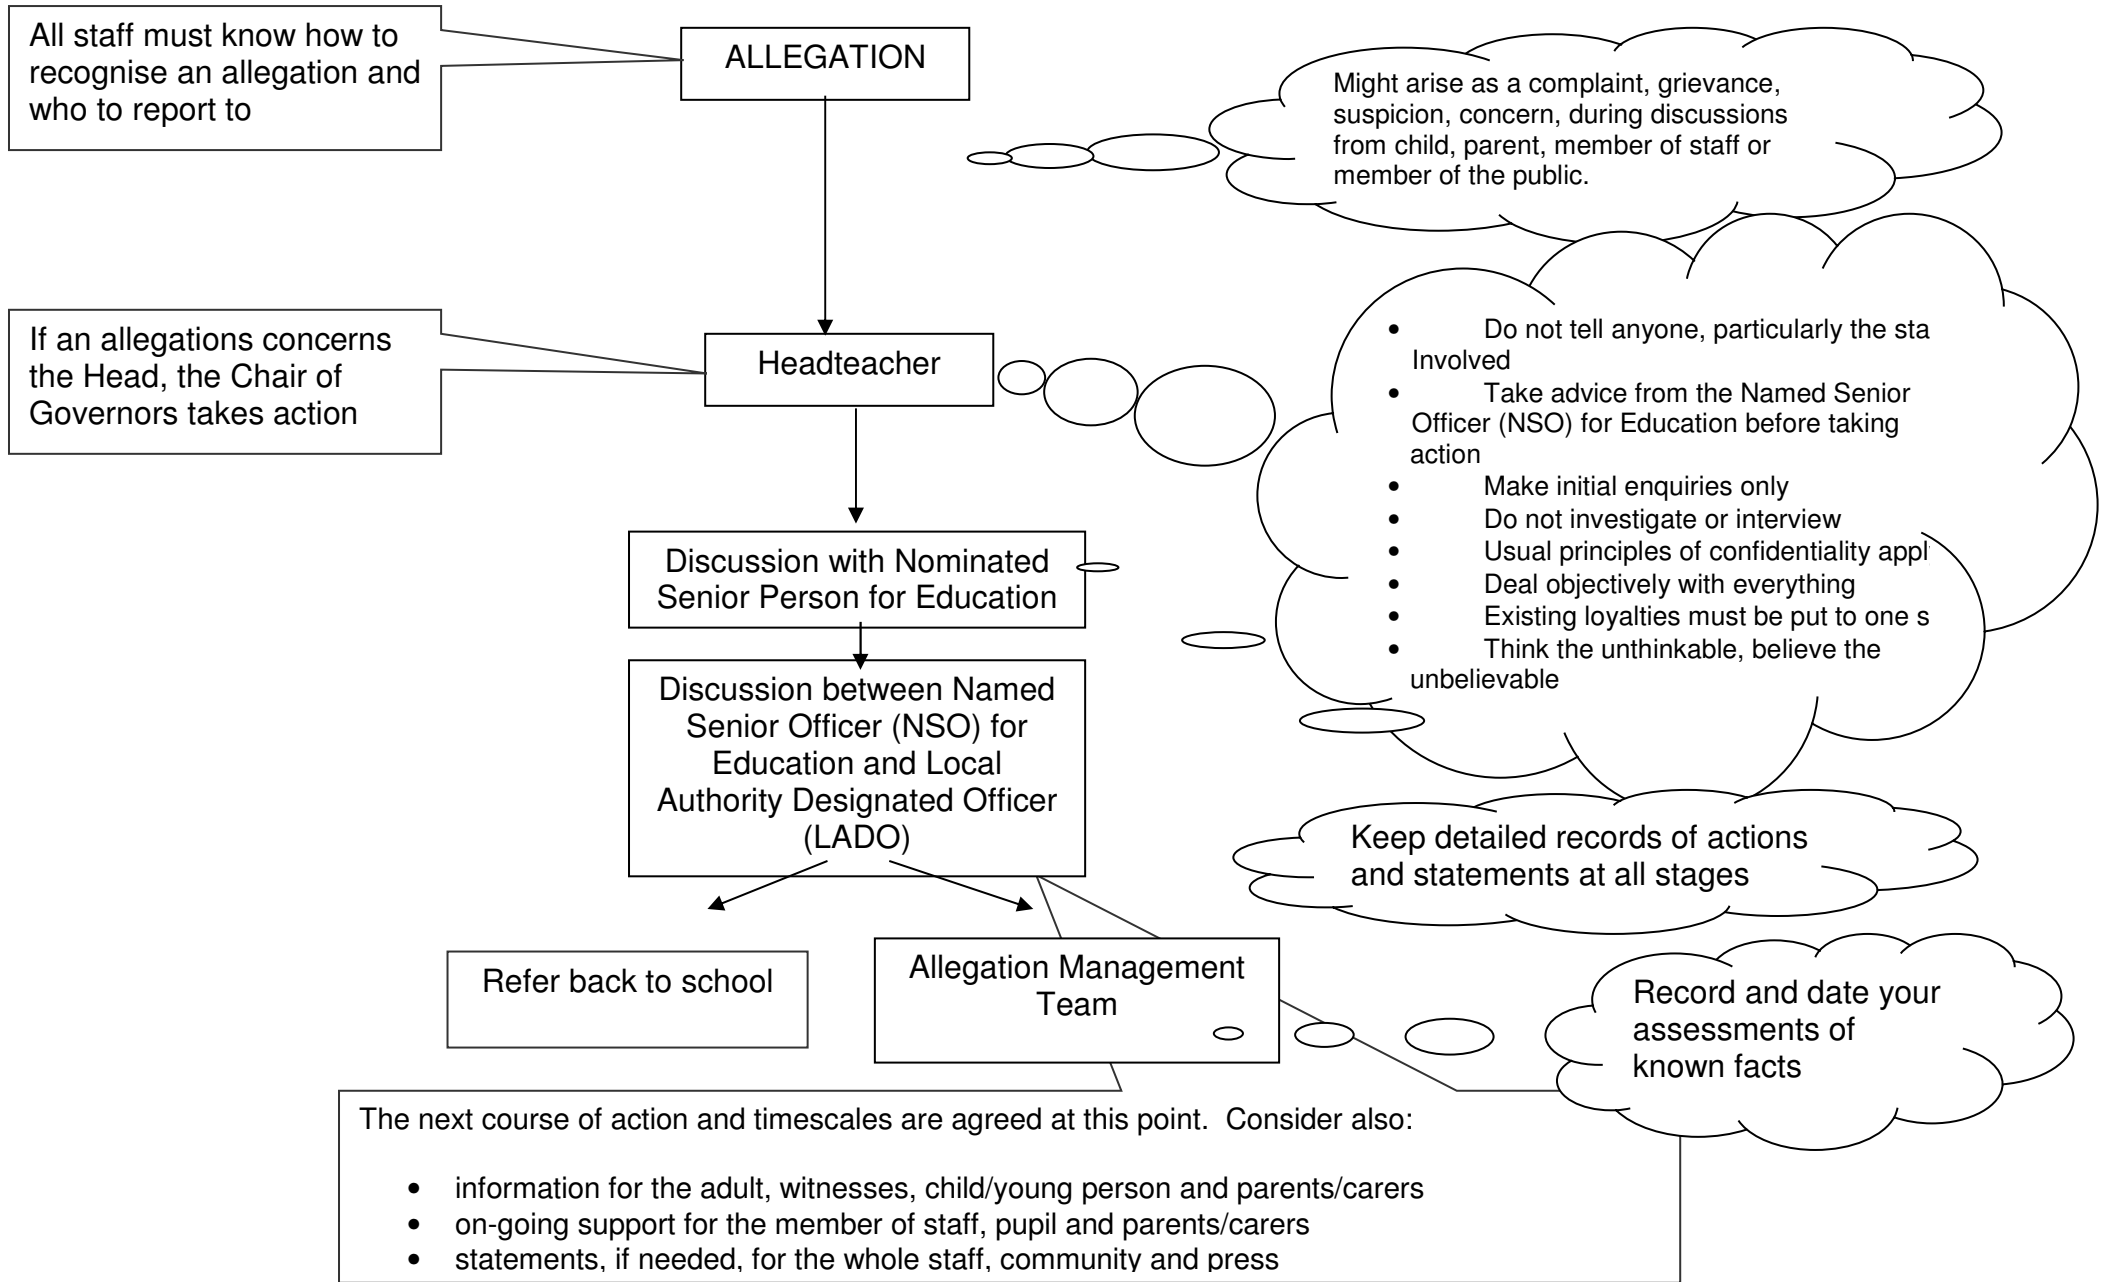 All staff must know how to
recognise an allegation and
who to report to
ALLEGATION
Might arise as a complaint, grievance,
suspicion, concern, during discussions
from child, parent, member of staff or
member of the public.
If an allegations concerns
the Head, the Chair of
Governors takes action
Headteacher
• Do not tell anyone, particularly the sta
Involved
• Take advice from the Named Senior
Officer (NSO) for Education before taking
action
• Make initial enquiries only
• Do not investigate or interview
• Usual principles of confidentiality appl
• Deal objectively with everything
• Existing loyalties must be put to one s
• Think the unthinkable, believe the
unbelievable
Discussion with Nominated
Senior Person for Education
Discussion between Named
Senior Officer (NSO) for
Education and Local
Authority Designated Officer
(LADO)
Keep detailed records of actions
and statements at all stages
Refer back to school
Allegation Management
Team
Record and date your
assessments of
known facts
The next course of action and timescales are agreed at this point. Consider also:
• information for the adult, witnesses, child/young person and parents/carers
• on-going support for the member of staff, pupil and parents/carers
• statements, if needed, for the whole staff, community and press